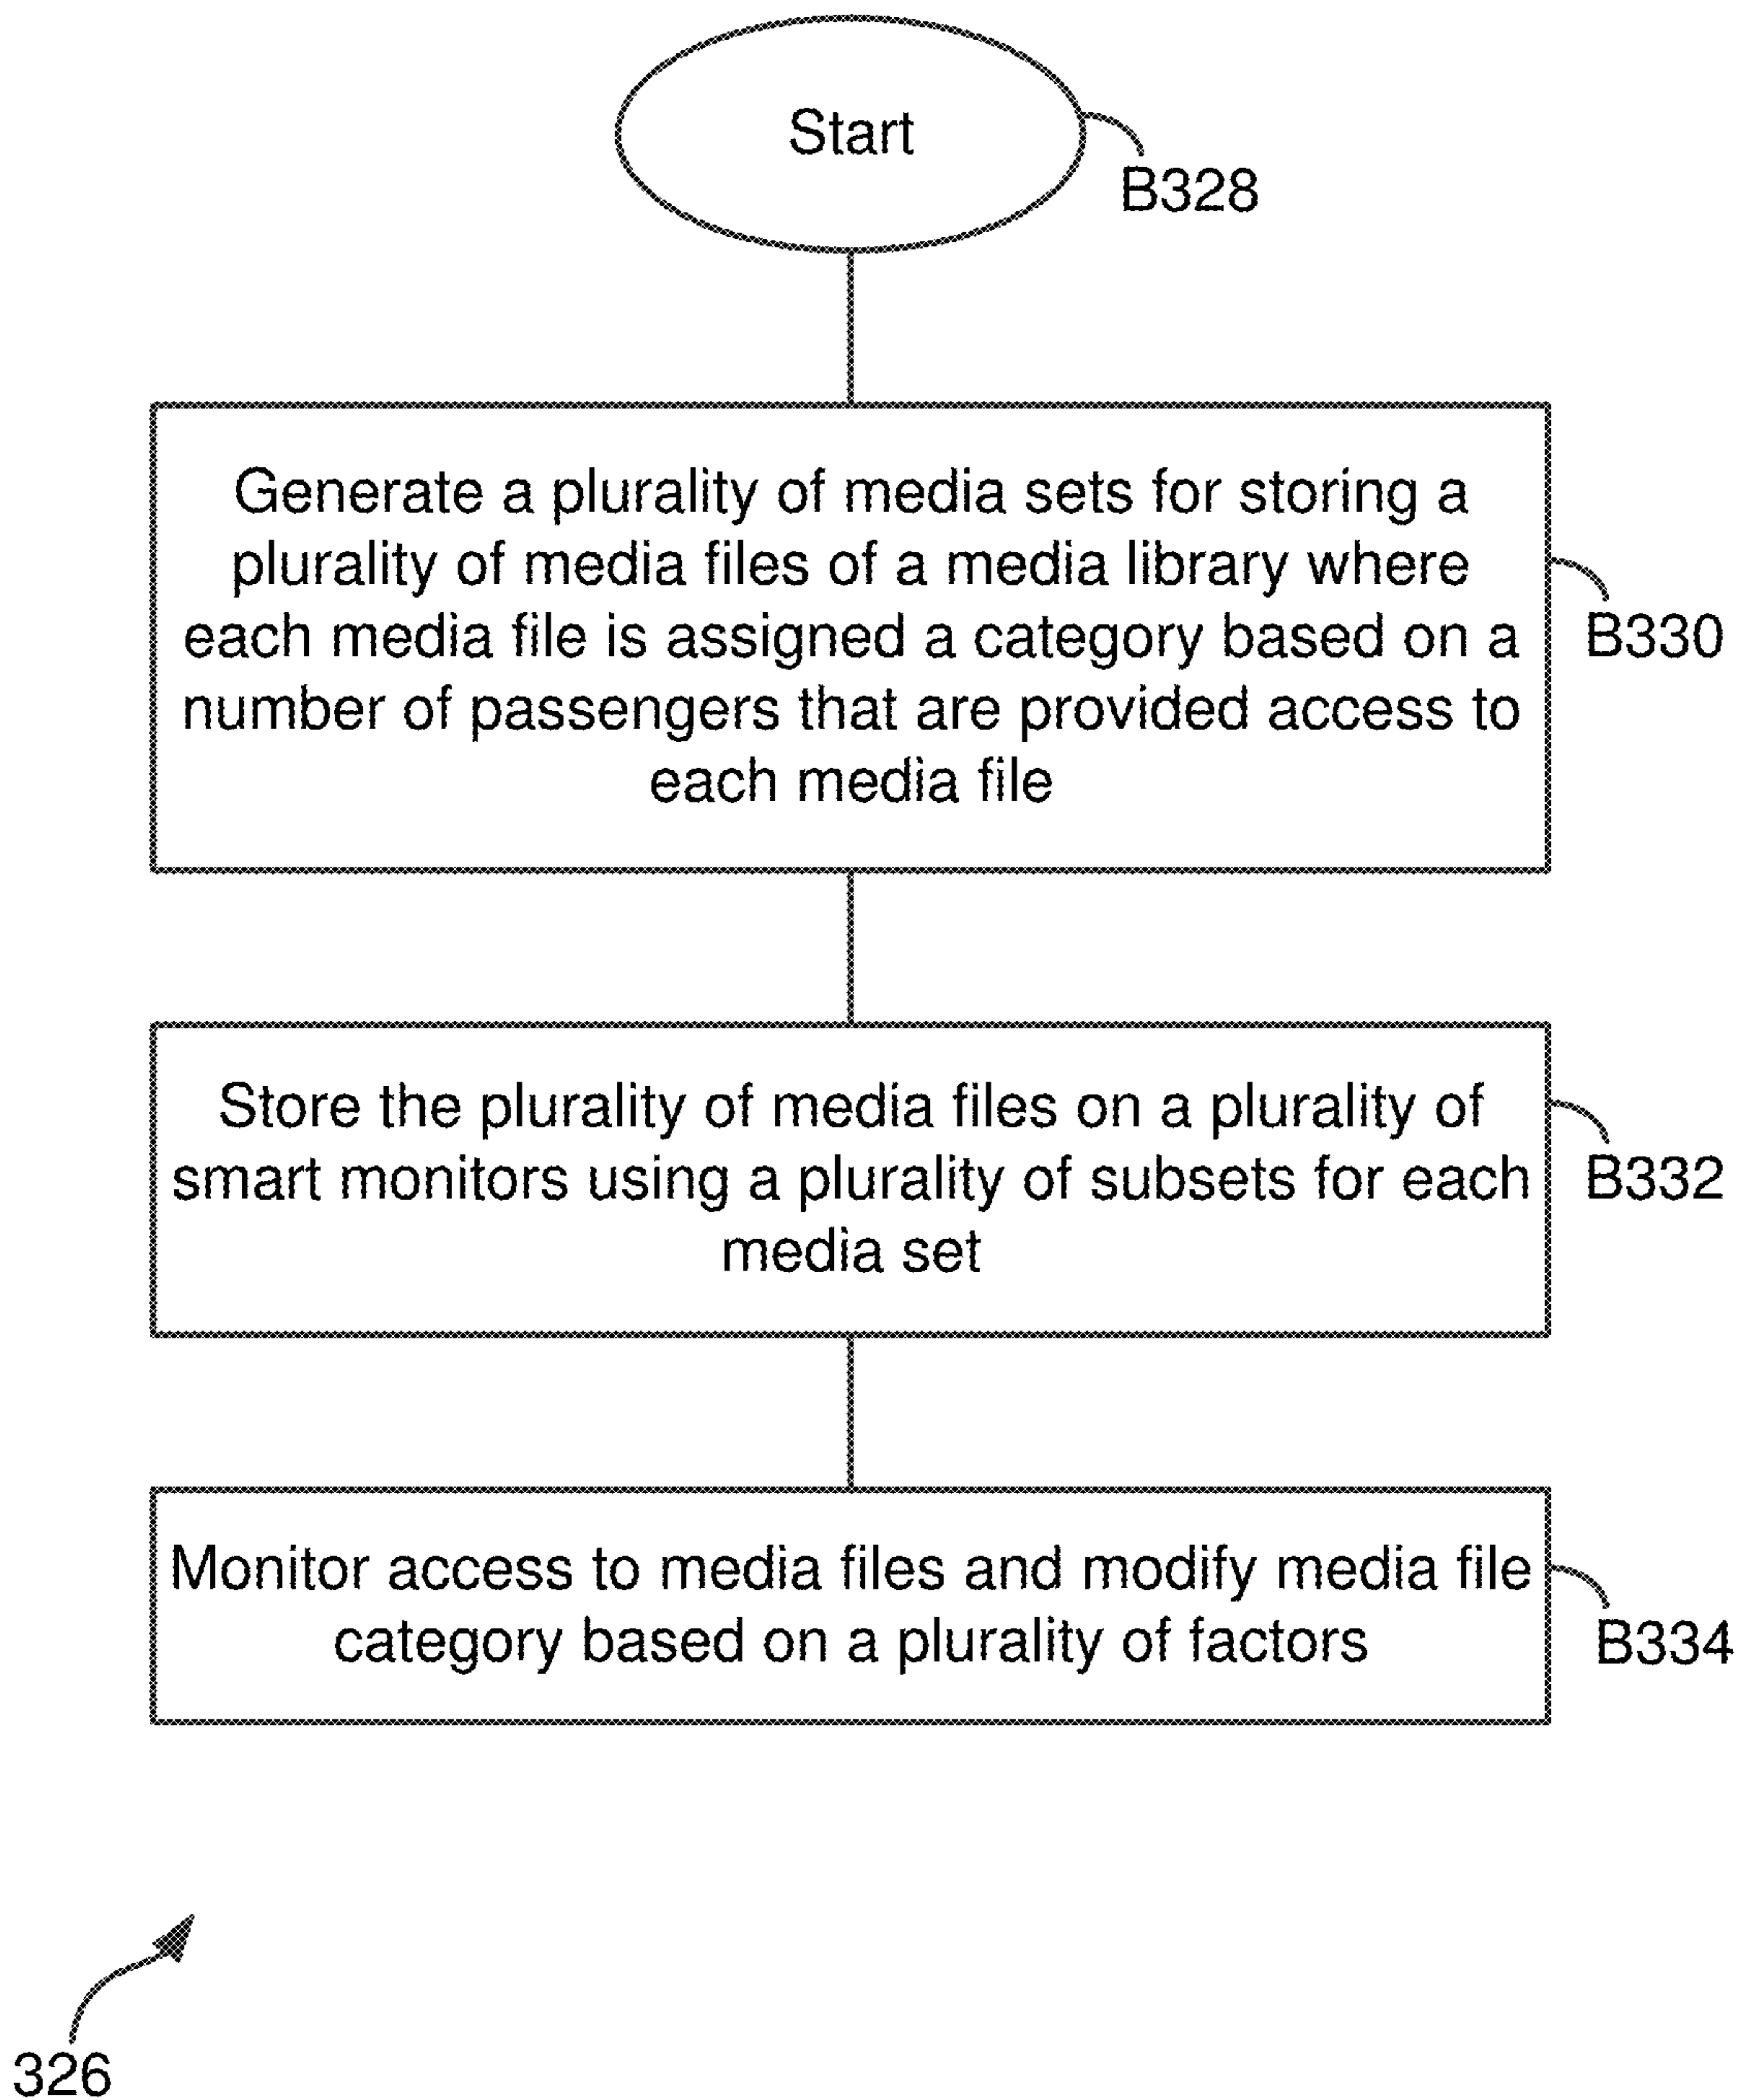 Start
B328
Generate a plurality of media sets for storing a
plurality of media files of a media library where
each media file is assigned a category based on a
number of passengers that are provided access to
each media file
B330
Store the plurality of media files on a plurality of
smart monitors using a plurality of subsets for each
media set
B332
Monitor access to media files and modify media file
category based on a plurality of factors
B334
326